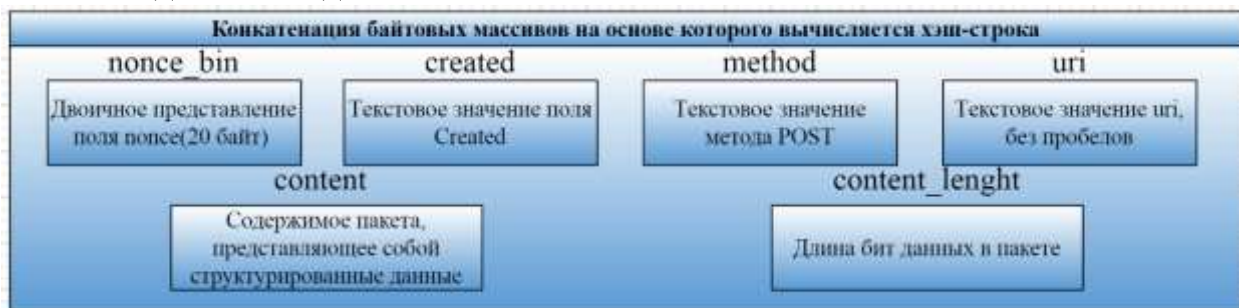 Конкатенация байтовых массивов на основе которого вычисляется хэш-строка
nonce_bin
created
method
uri
Двоичное представление
поля nonce(20 байт)
Текстовое значение поля
Created
Текстовое значение
метода POST
Текстовое значение uri,
без пробелов
content
content_lenght
Содержимое пакета,
представляющее собой
структурированные данные
Длина бит данных в пакете